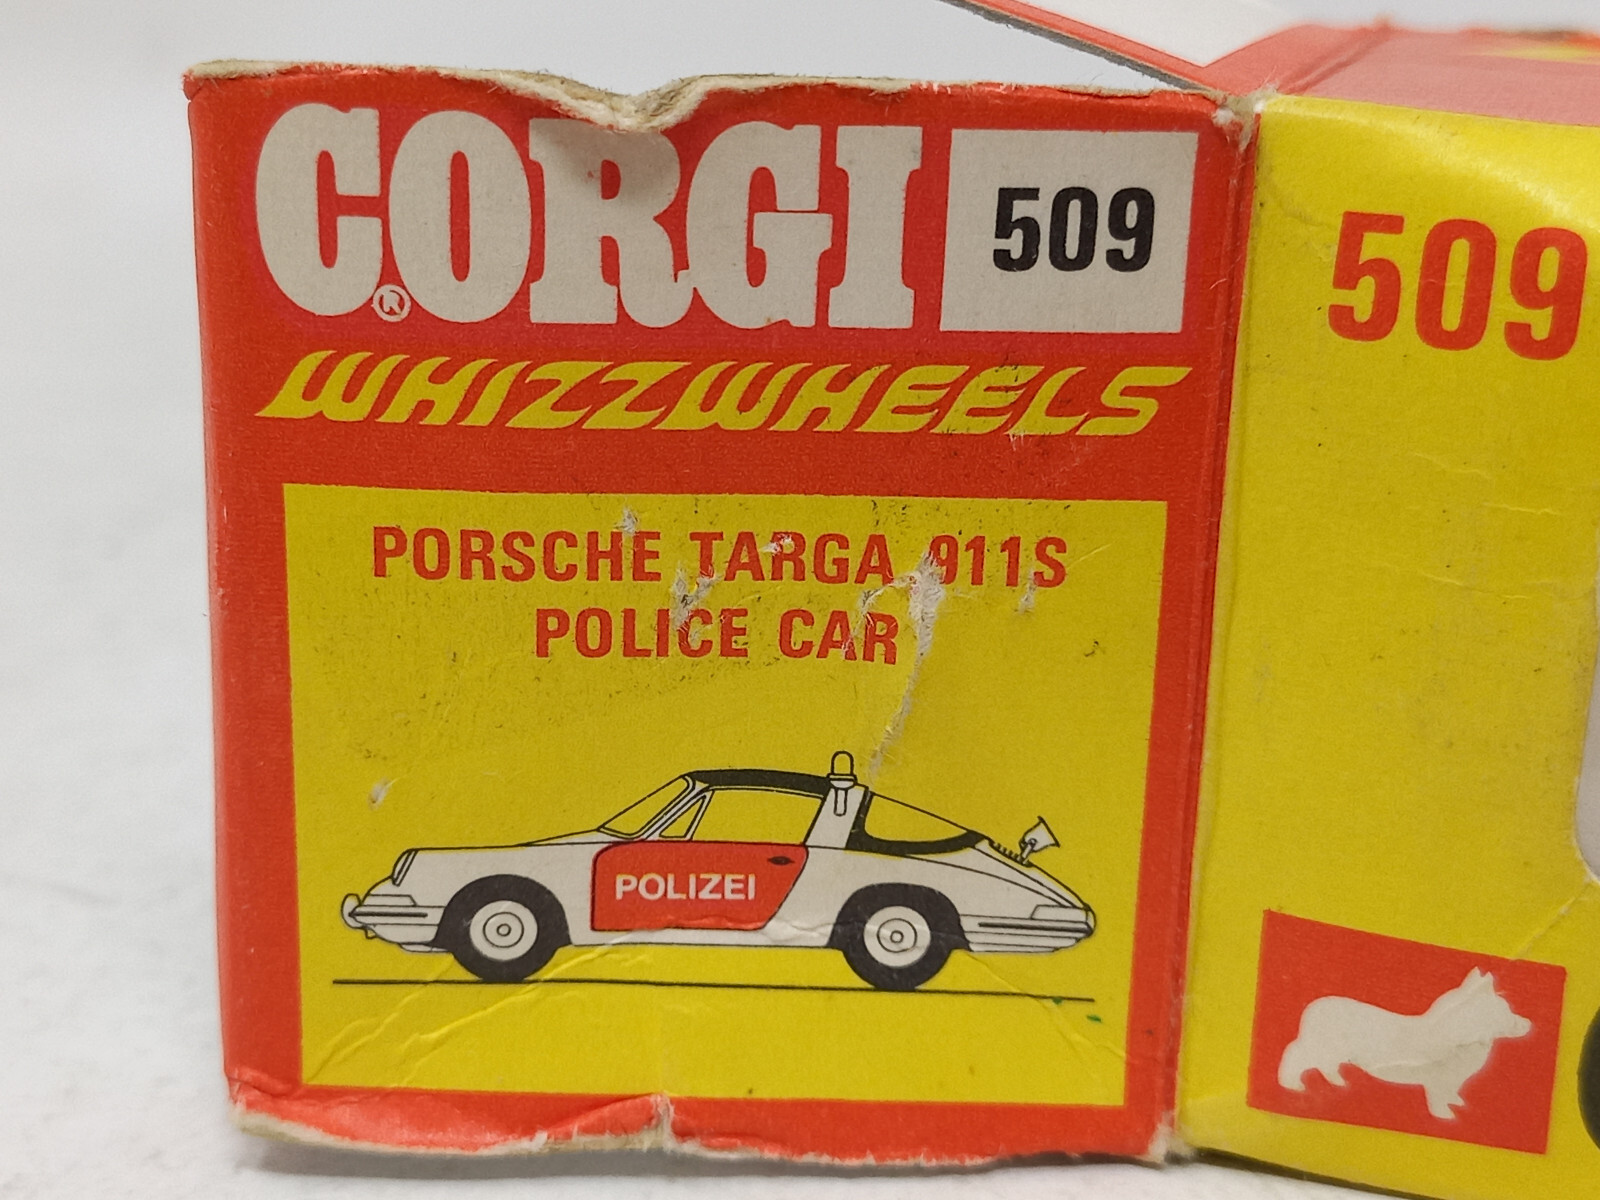 CORGI
®
509
WHIZZWHEELS
PORSCHE TARGA 911S
POLICE CAR
POLIZEI
509